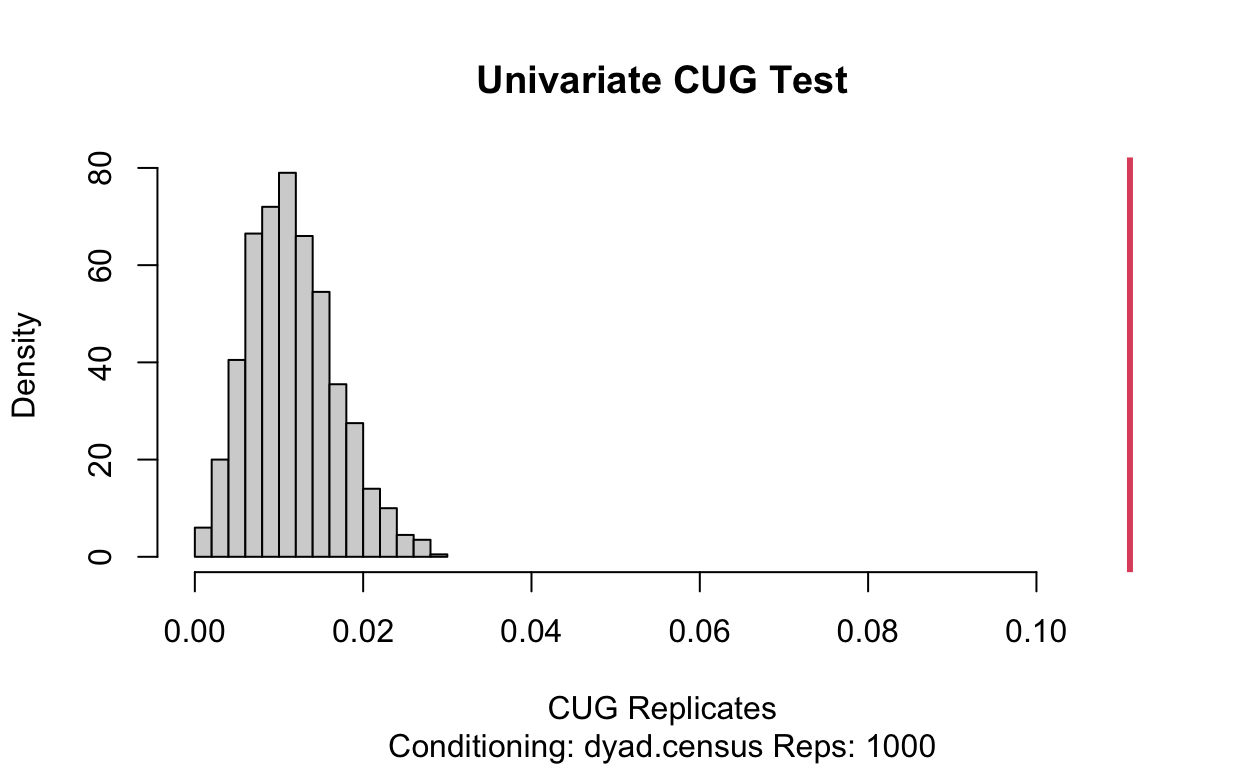 Univariate CUG Test
Density
80
60
40
20
0
0.00 0.02 0.04 0.06 0.08 0.10
CUG Replicates
Conditioning: dyad.census Reps: 1000